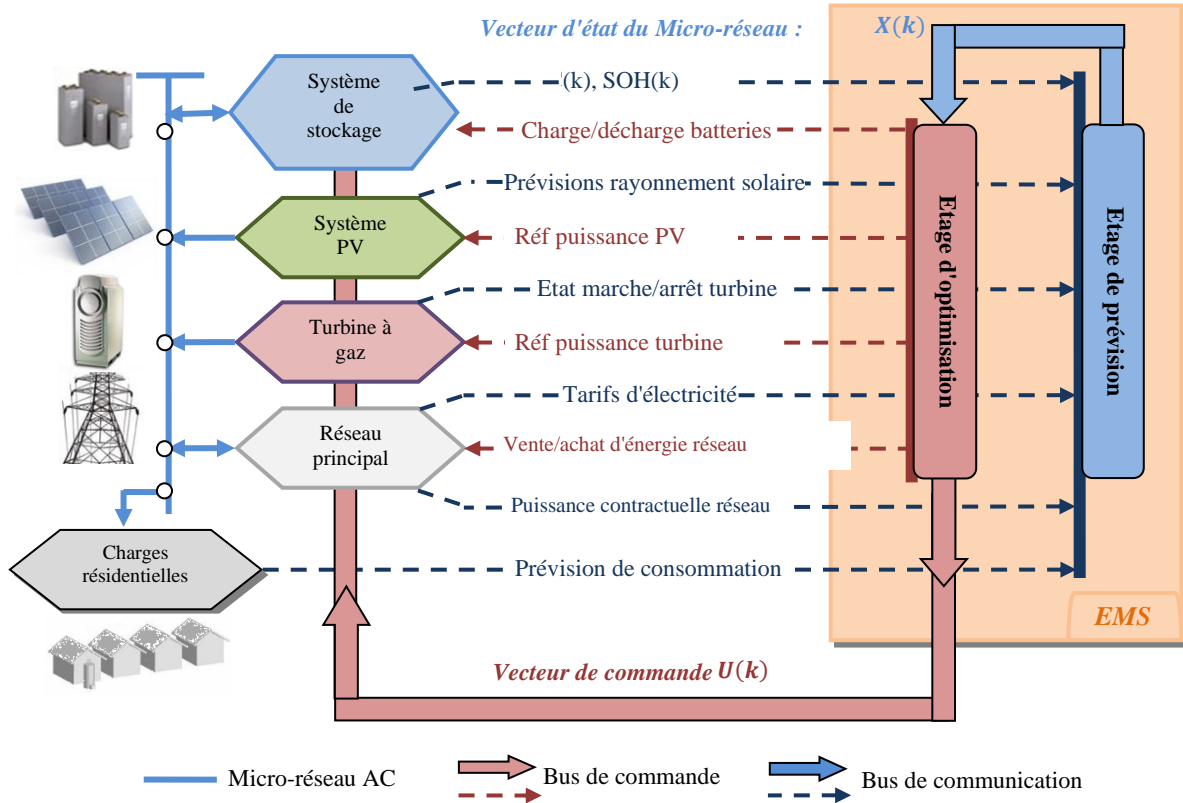 Vecteur d'état du Micro-réseau : X(k)
Système
de
stockage
(k), SOH(k)
Charge/décharge batteries
Prévisions rayonnement solaire
Système
PV
Réf puissance PV
Etat marche/arrêt turbine
Turbine à
gaz
Réf puissance turbine
Tarifs d'électricité
Réseau
principal
Vente/achat d'énergie réseau
Puissance contractuelle réseau
Charges
résidentielles
Prévision de consommation
Etage d'optimisation
Etage de prévision
EMS
Vecteur de commande U(k)
Micro-réseau AC
Bus de commande
Bus de communication